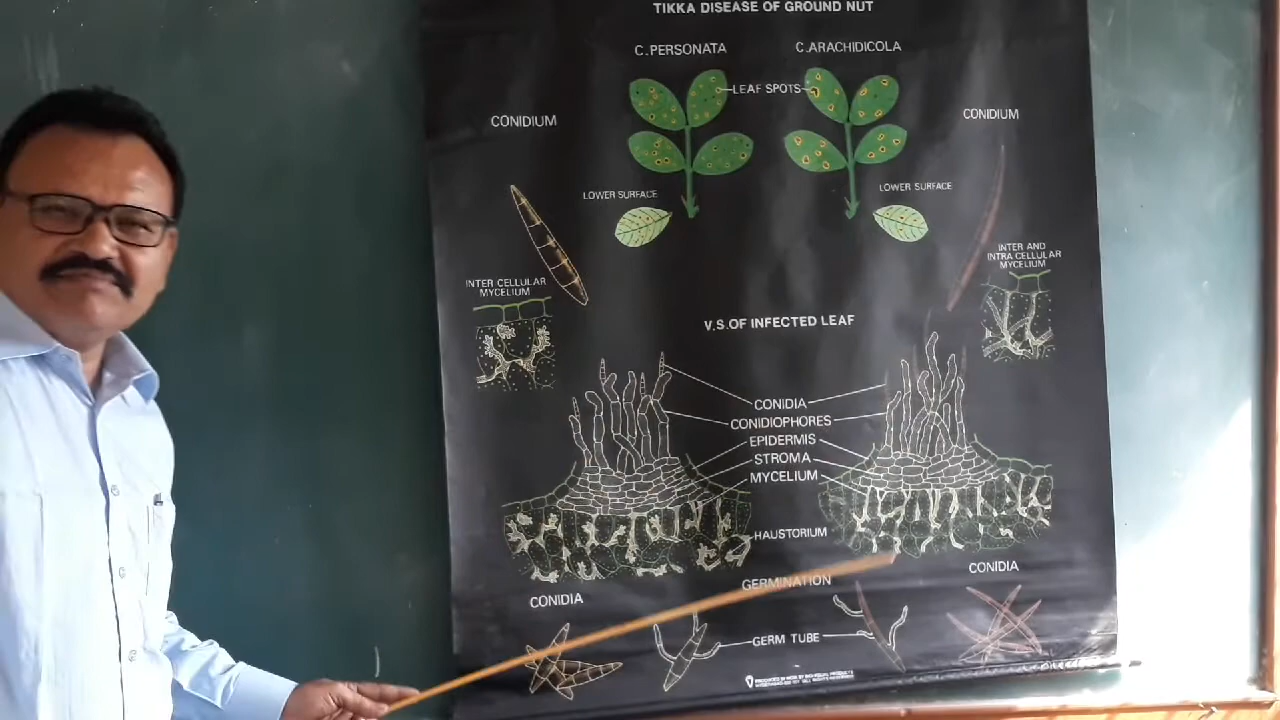 TIKKA DISEASE OF GROUND NUT
C.PERSONATA
C.ARACHIDICOLA
LEAF SPOTS
CONIDIUM
CONIDIUM
LOWER SURFACE
LOWER SURFACE
INTER CELLULAR
MYCELIUM
INTER AND
INTRA CELLULAR
MYCELIUM
V.S.OF INFECTED LEAF
CONIDIA
CONIDIOPHORES
EPIDERMIS
STROMA
MYCELIUM
HAUSTORIUM
GERMINATION
CONIDIA
CONIDIA
GERM TUBE